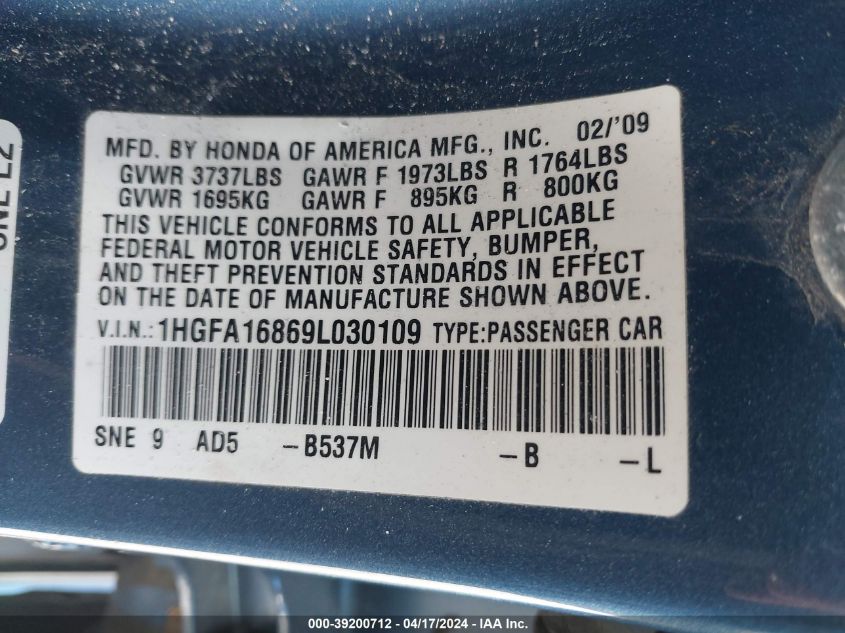 MFD. BY HONDA OF AMERICA MFG., INC. 02/'09
GVWR 3737LBS GAWR F 1973LBS R 1764LBS
GVWR 1695KG GAWR F 895KG R 800KG
THIS VEHICLE CONFORMS TO ALL APPLICABLE
FEDERAL MOTOR VEHICLE SAFETY, BUMPER,
AND THEFT PREVENTION STANDARDS IN EFFECT
ON THE DATE OF MANUFACTURE SHOWN ABOVE.
V.I.N.: 1HGFA16869L030109 TYPE:PASSENGER CAR
SNE 9 AD5 -B537M -B -L
000-39200712 - 04/17/2024 - IAA Inc.